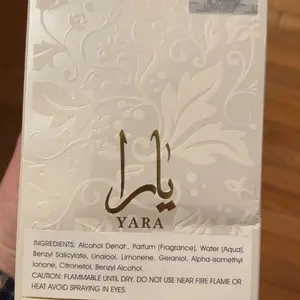 يارا
YARA
INGREDIENTS: Alcohol Denat., Parfum (Fragrance), Water (Aqua),
Benzyl Salicylate, Linalool, Limonene, Geraniol, Alpha-isomethyl
ionone, Citronellol, Benzyl Alcohol.
CAUTION: FLAMMABLE UNTIL DRY. DO NOT USE NEAR FIRE FLAME OR
HEAT AVOID SPRAYING IN EYES.